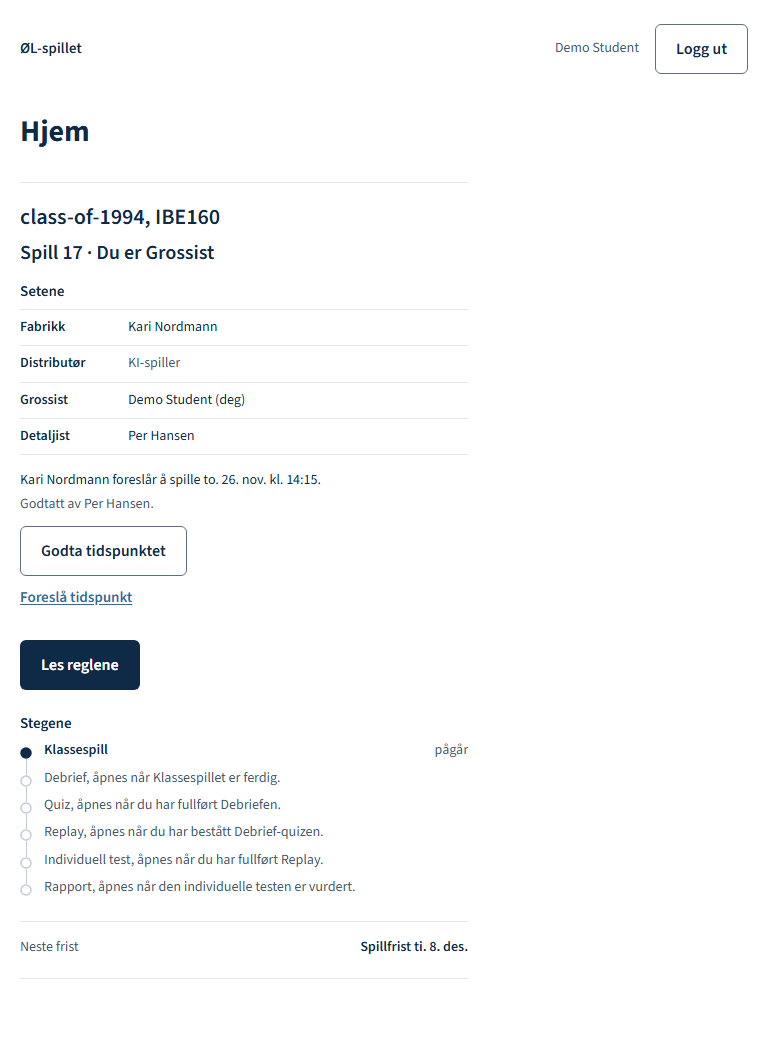 ØL-spillet
Demo Student
Logg ut
Hjem
class-of-1994, IBE160
Spill 17 · Du er Grossist
Setene
Fabrikk Kari Nordmann
Distributør KI-spiller
Grossist Demo Student (deg)
Detaljist Per Hansen
Kari Nordmann foreslår å spille to. 26. nov. kl. 14:15.
Godtatt av Per Hansen.
Godta tidspunktet
Foreslå tidspunkt
Les reglene
Stegene
Klassespill pågår
Debrief, åpnes når Klassespillet er ferdig.
Quiz, åpnes når du har fullført Debriefen.
Replay, åpnes når du har bestått Debrief-quizen.
Individuell test, åpnes når du har fullført Replay.
Rapport, åpnes når den individuelle testen er vurdert.
Neste frist Spillfrist ti. 8. des.